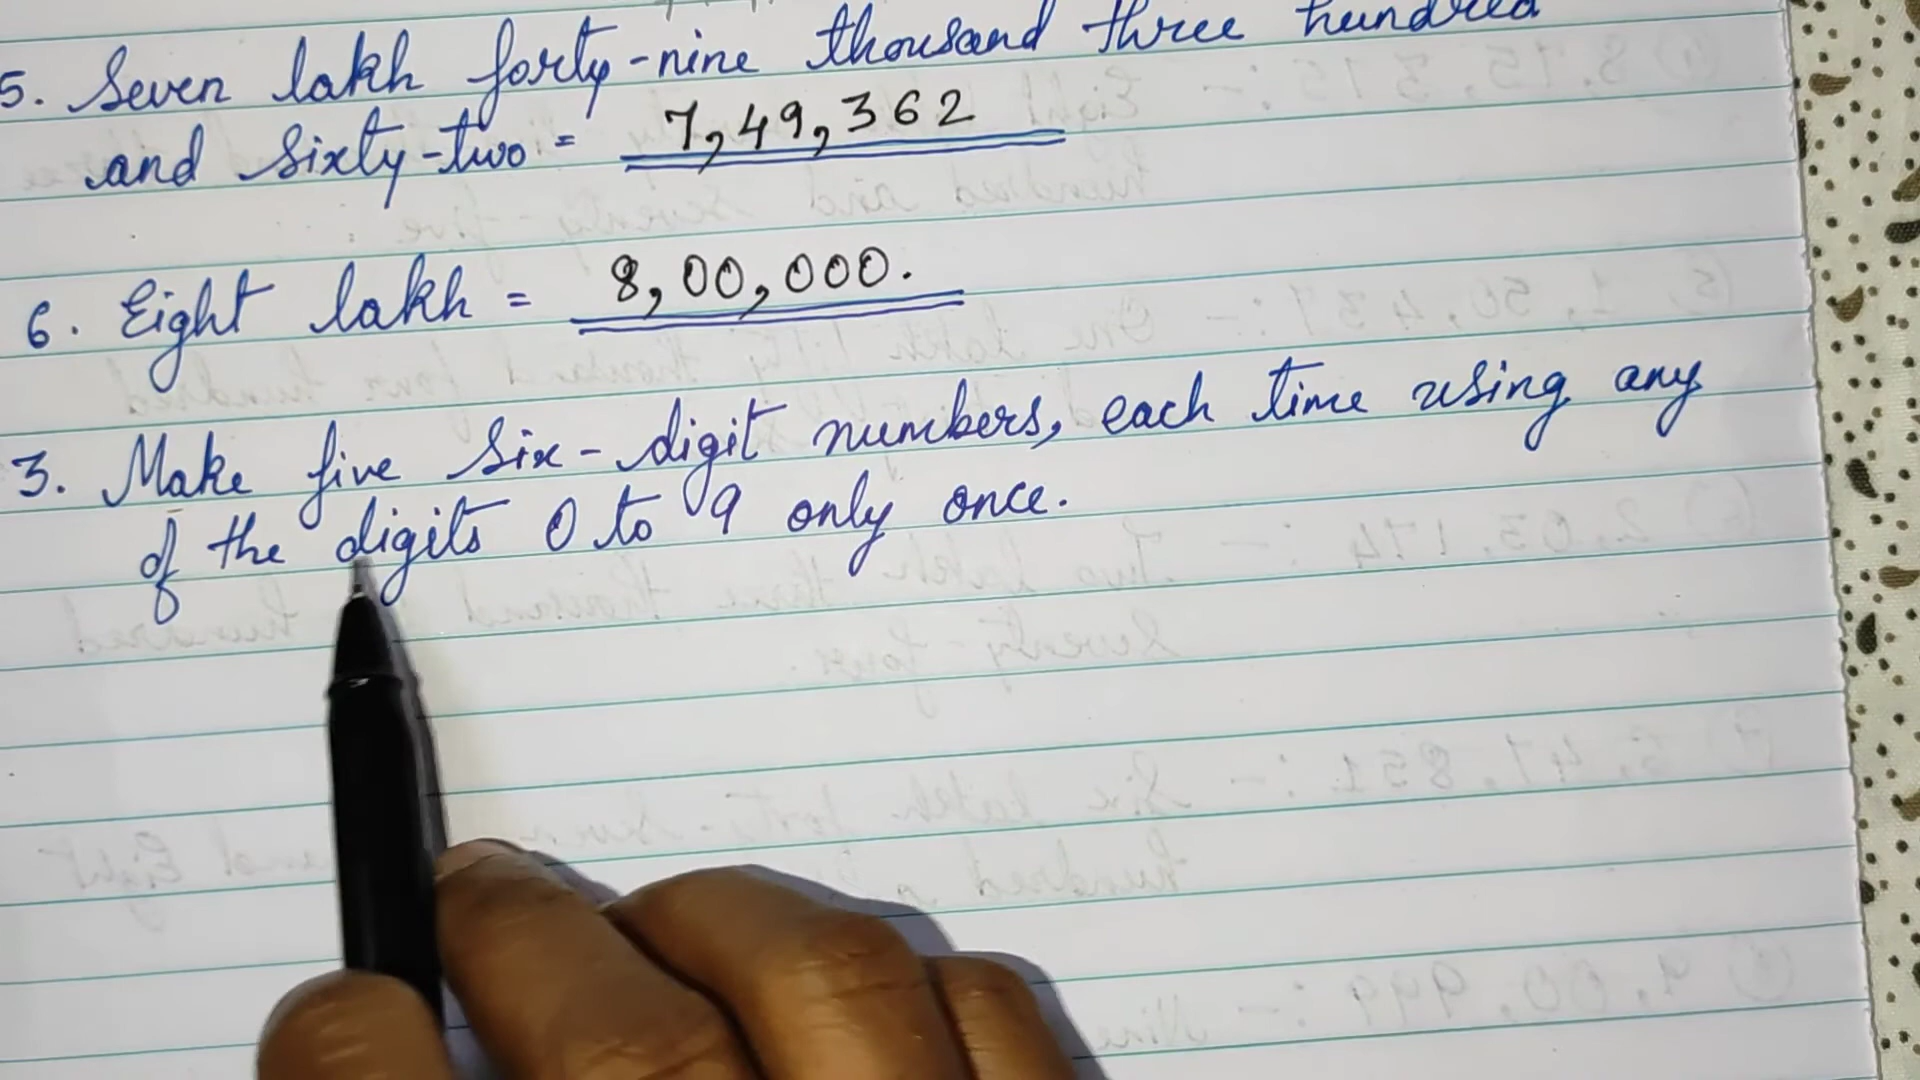 5. Seven lakh forty-nine thousand three hundred
and sixty-two = 7,49,362
6. Eight lakh = 8,00,000.
3. Make five six-digit numbers, each time using any
of the digits 0 to 9 only once.